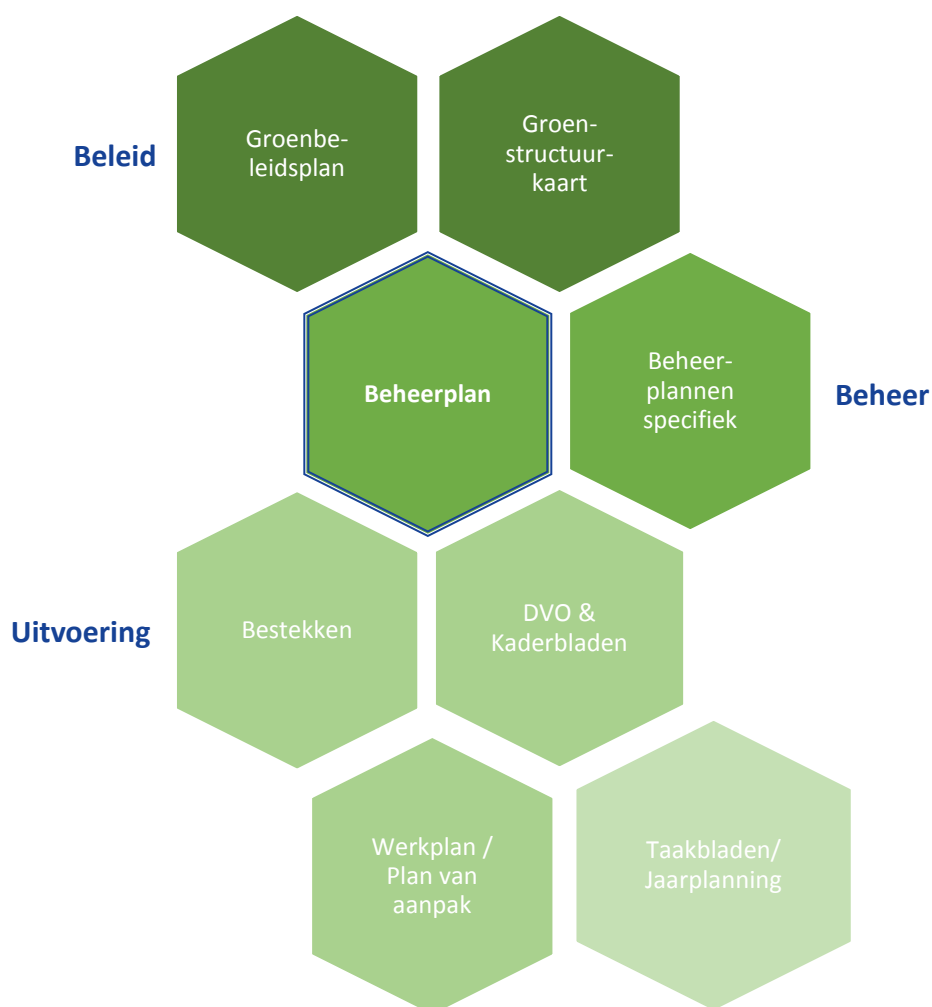 Beleid
Groenbe-
leidsplan
Groen-
structuur-
kaart
Beheerplan
Beheer-
plannen
specifiek
Beheer
Uitvoering
Bestekken
DVO &
Kaderbladen
Werkplan /
Plan van
aanpak
Taakbladen/
Jaarplanning